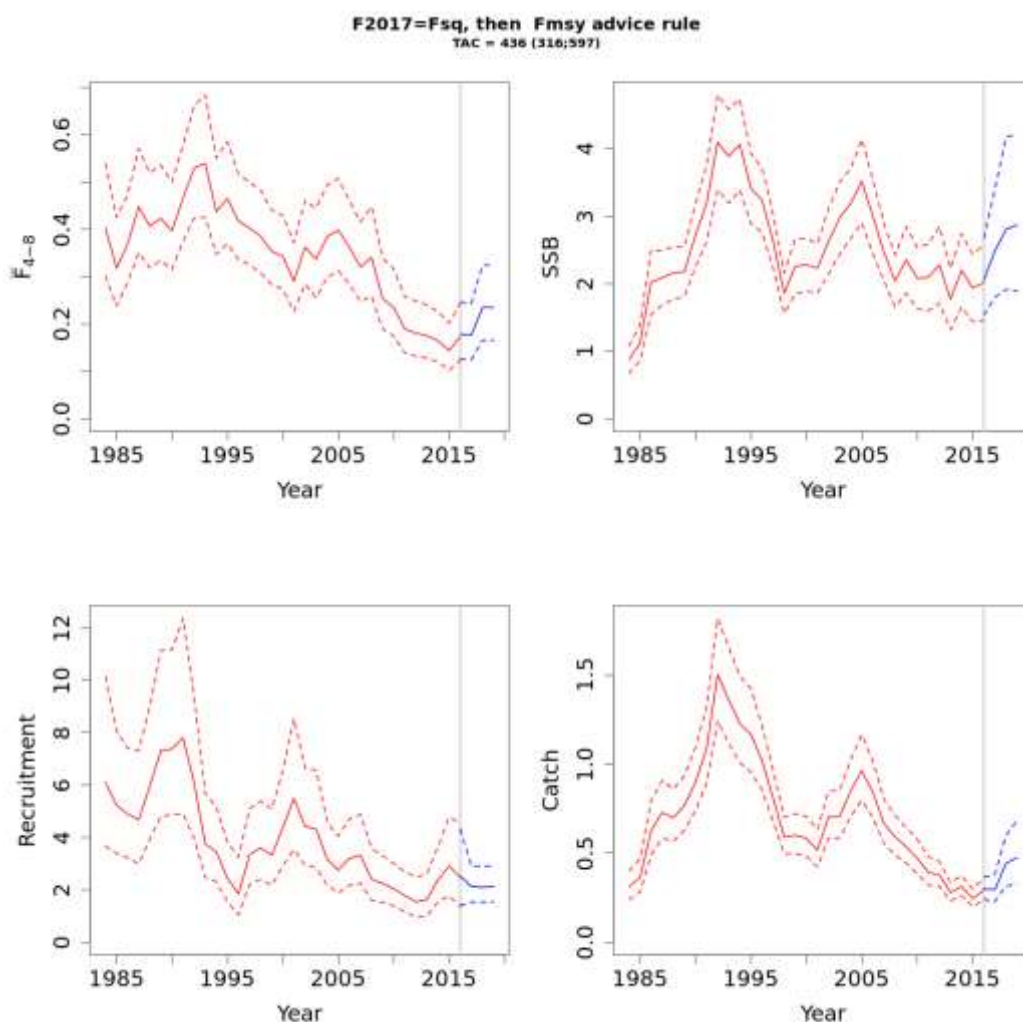 F2017=Fsq, then Fmsy advice rule
TAC = 436 (316;597)
F̄4−8
0.6
0.4
0.2
0.0
1985 1995 2005 2015
Year
SSB
4
3
2
1
0
1985 1995 2005 2015
Year
Recruitment
12
10
8
6
4
2
0
1985 1995 2005 2015
Year
Catch
1.5
1.0
0.5
0.0
1985 1995 2005 2015
Year